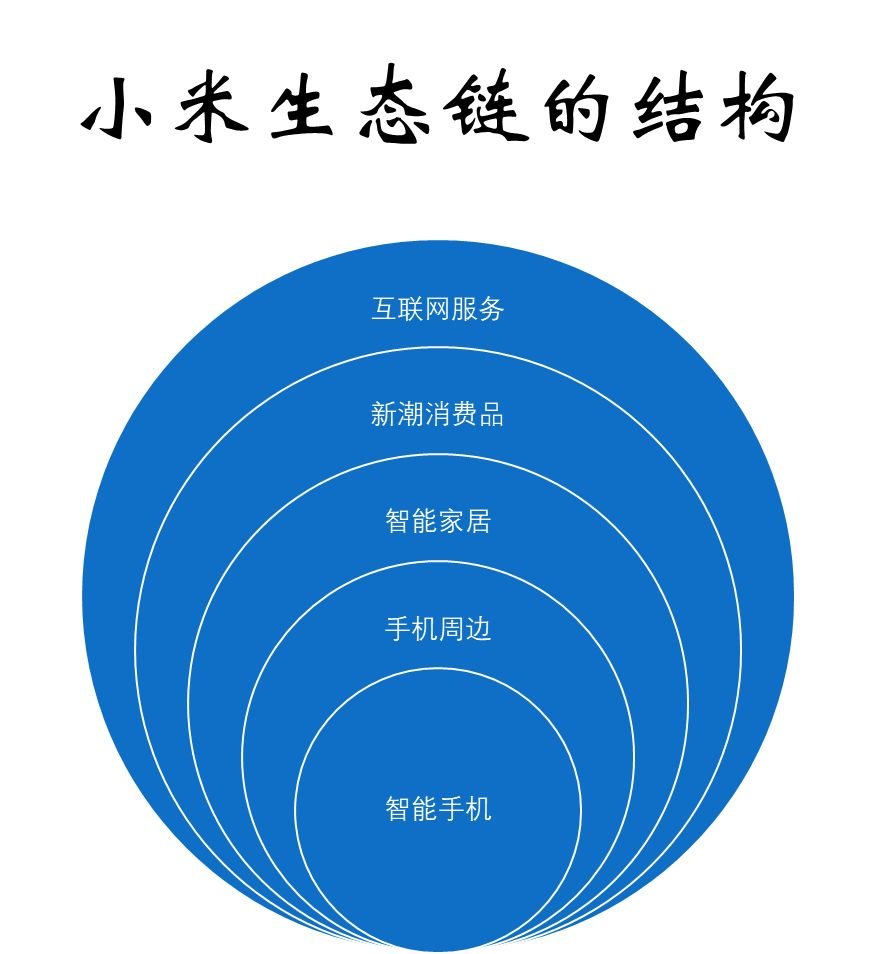 小米生态链的结构
互联网服务
新潮消费品
智能家居
手机周边
智能手机